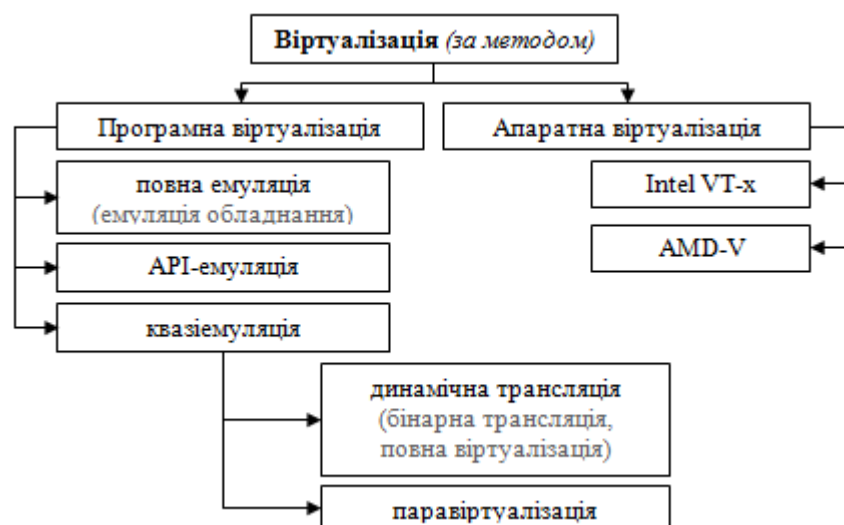 Віртуалізація (за методом)
Програмна віртуалізація
Апаратна віртуалізація
повна емуляція
(емуляція обладнання)
Intel VT-x
AMD-V
API-емуляція
квазіемуляція
динамічна трансляція
(бінарна трансляція,
повна віртуалізація)
паравіртуалізація